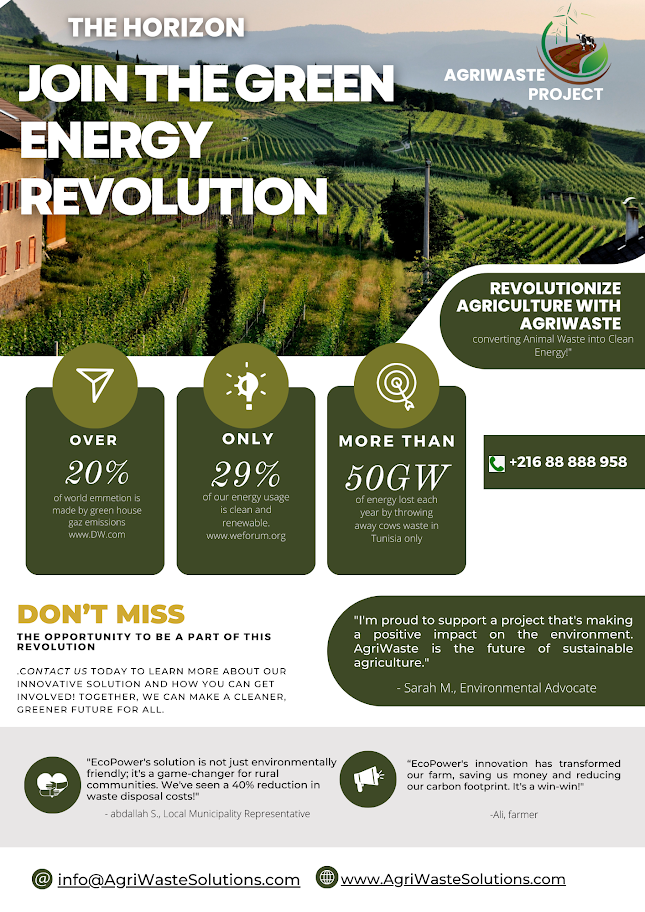 THE HORIZON
JOIN THE GREEN
ENERGY
REVOLUTION
AGRIWASTE
PROJECT
REVOLUTIONIZE
AGRICULTURE WITH
AGRIWASTE
converting Animal Waste into Clean
Energy!"
OVER
20%
of world emmetion is
made by green house
gaz emissions
www.DW.com
ONLY
29%
of our energy usage
is clean and
renewable.
www.weforum.org
MORE THAN
50GW
of energy lost each
year by throwing
away cows waste in
Tunisia only
+216 88 888 958
DON'T MISS
THE OPPORTUNITY TO BE A PART OF THIS
REVOLUTION
.CONTACT US TODAY TO LEARN MORE ABOUT OUR
INNOVATIVE SOLUTION AND HOW YOU CAN GET
INVOLVED! TOGETHER, WE CAN MAKE A CLEANER,
GREENER FUTURE FOR ALL.
"I'm proud to support a project that's making
a positive impact on the environment.
AgriWaste is the future of sustainable
agriculture."
- Sarah M., Environmental Advocate
"EcoPower's solution is not just environmentally
friendly; it's a game-changer for rural
communities. We've seen a 40% reduction in
waste disposal costs!"
- abdallah S., Local Municipality Representative
"EcoPower's innovation has transformed
our farm, saving us money and reducing
our carbon footprint. It's a win-win!"
-Ali, farmer
@ info@AgriWasteSolutions.com
www.AgriWasteSolutions.com